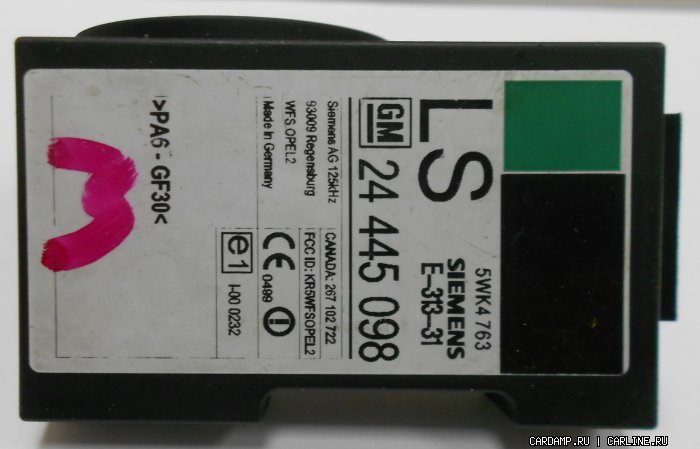 5WK4 763
SIEMENS
E-313-31
LS
GM 24 445 098
Siemens AG 125kHz
93009 Regensburg
WFS OPEL2
Made in Germany
CANADA: 267 102 722
FCC ID: KR5WFSOPEL2
CE 0499
e1 I-00 0232
>PA6 - GF30<
CARDAMP.RU | CARLINE.RU